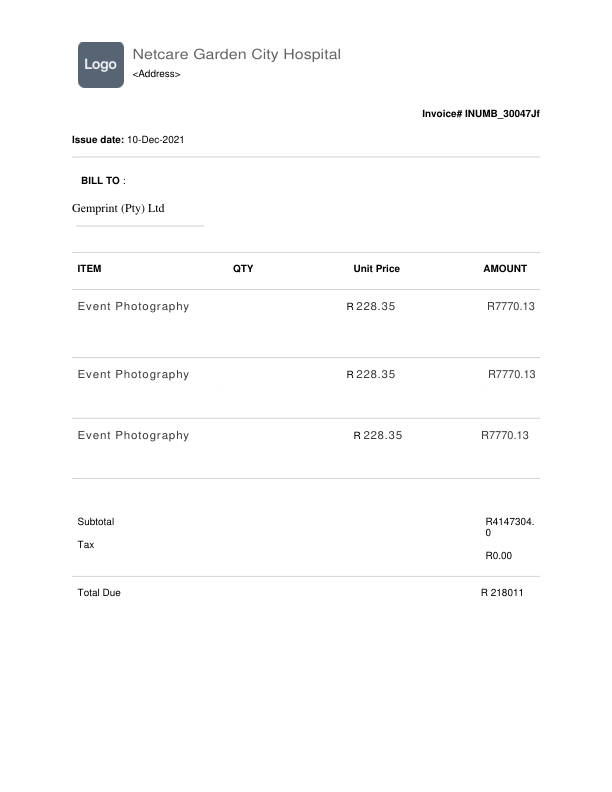 Logo
Netcare Garden City Hospital
<Address>
Invoice# INUMB_30047Jf
Issue date: 10-Dec-2021
BILL TO :
Gemprint (Pty) Ltd
ITEM QTY Unit Price AMOUNT
Event Photography R 228.35 R7770.13
Event Photography R 228.35 R7770.13
Event Photography R 228.35 R7770.13
Subtotal R4147304.
0
Tax
R0.00
Total Due R 218011